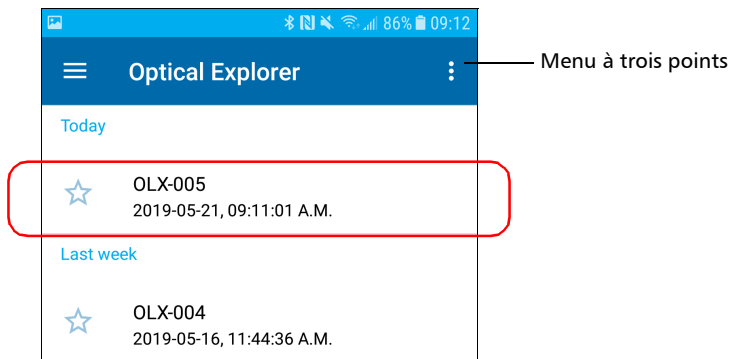 86% 09:12
Optical Explorer
Menu à trois points
Today
OLX-005
2019-05-21, 09:11:01 A.M.
Last week
OLX-004
2019-05-16, 11:44:36 A.M.